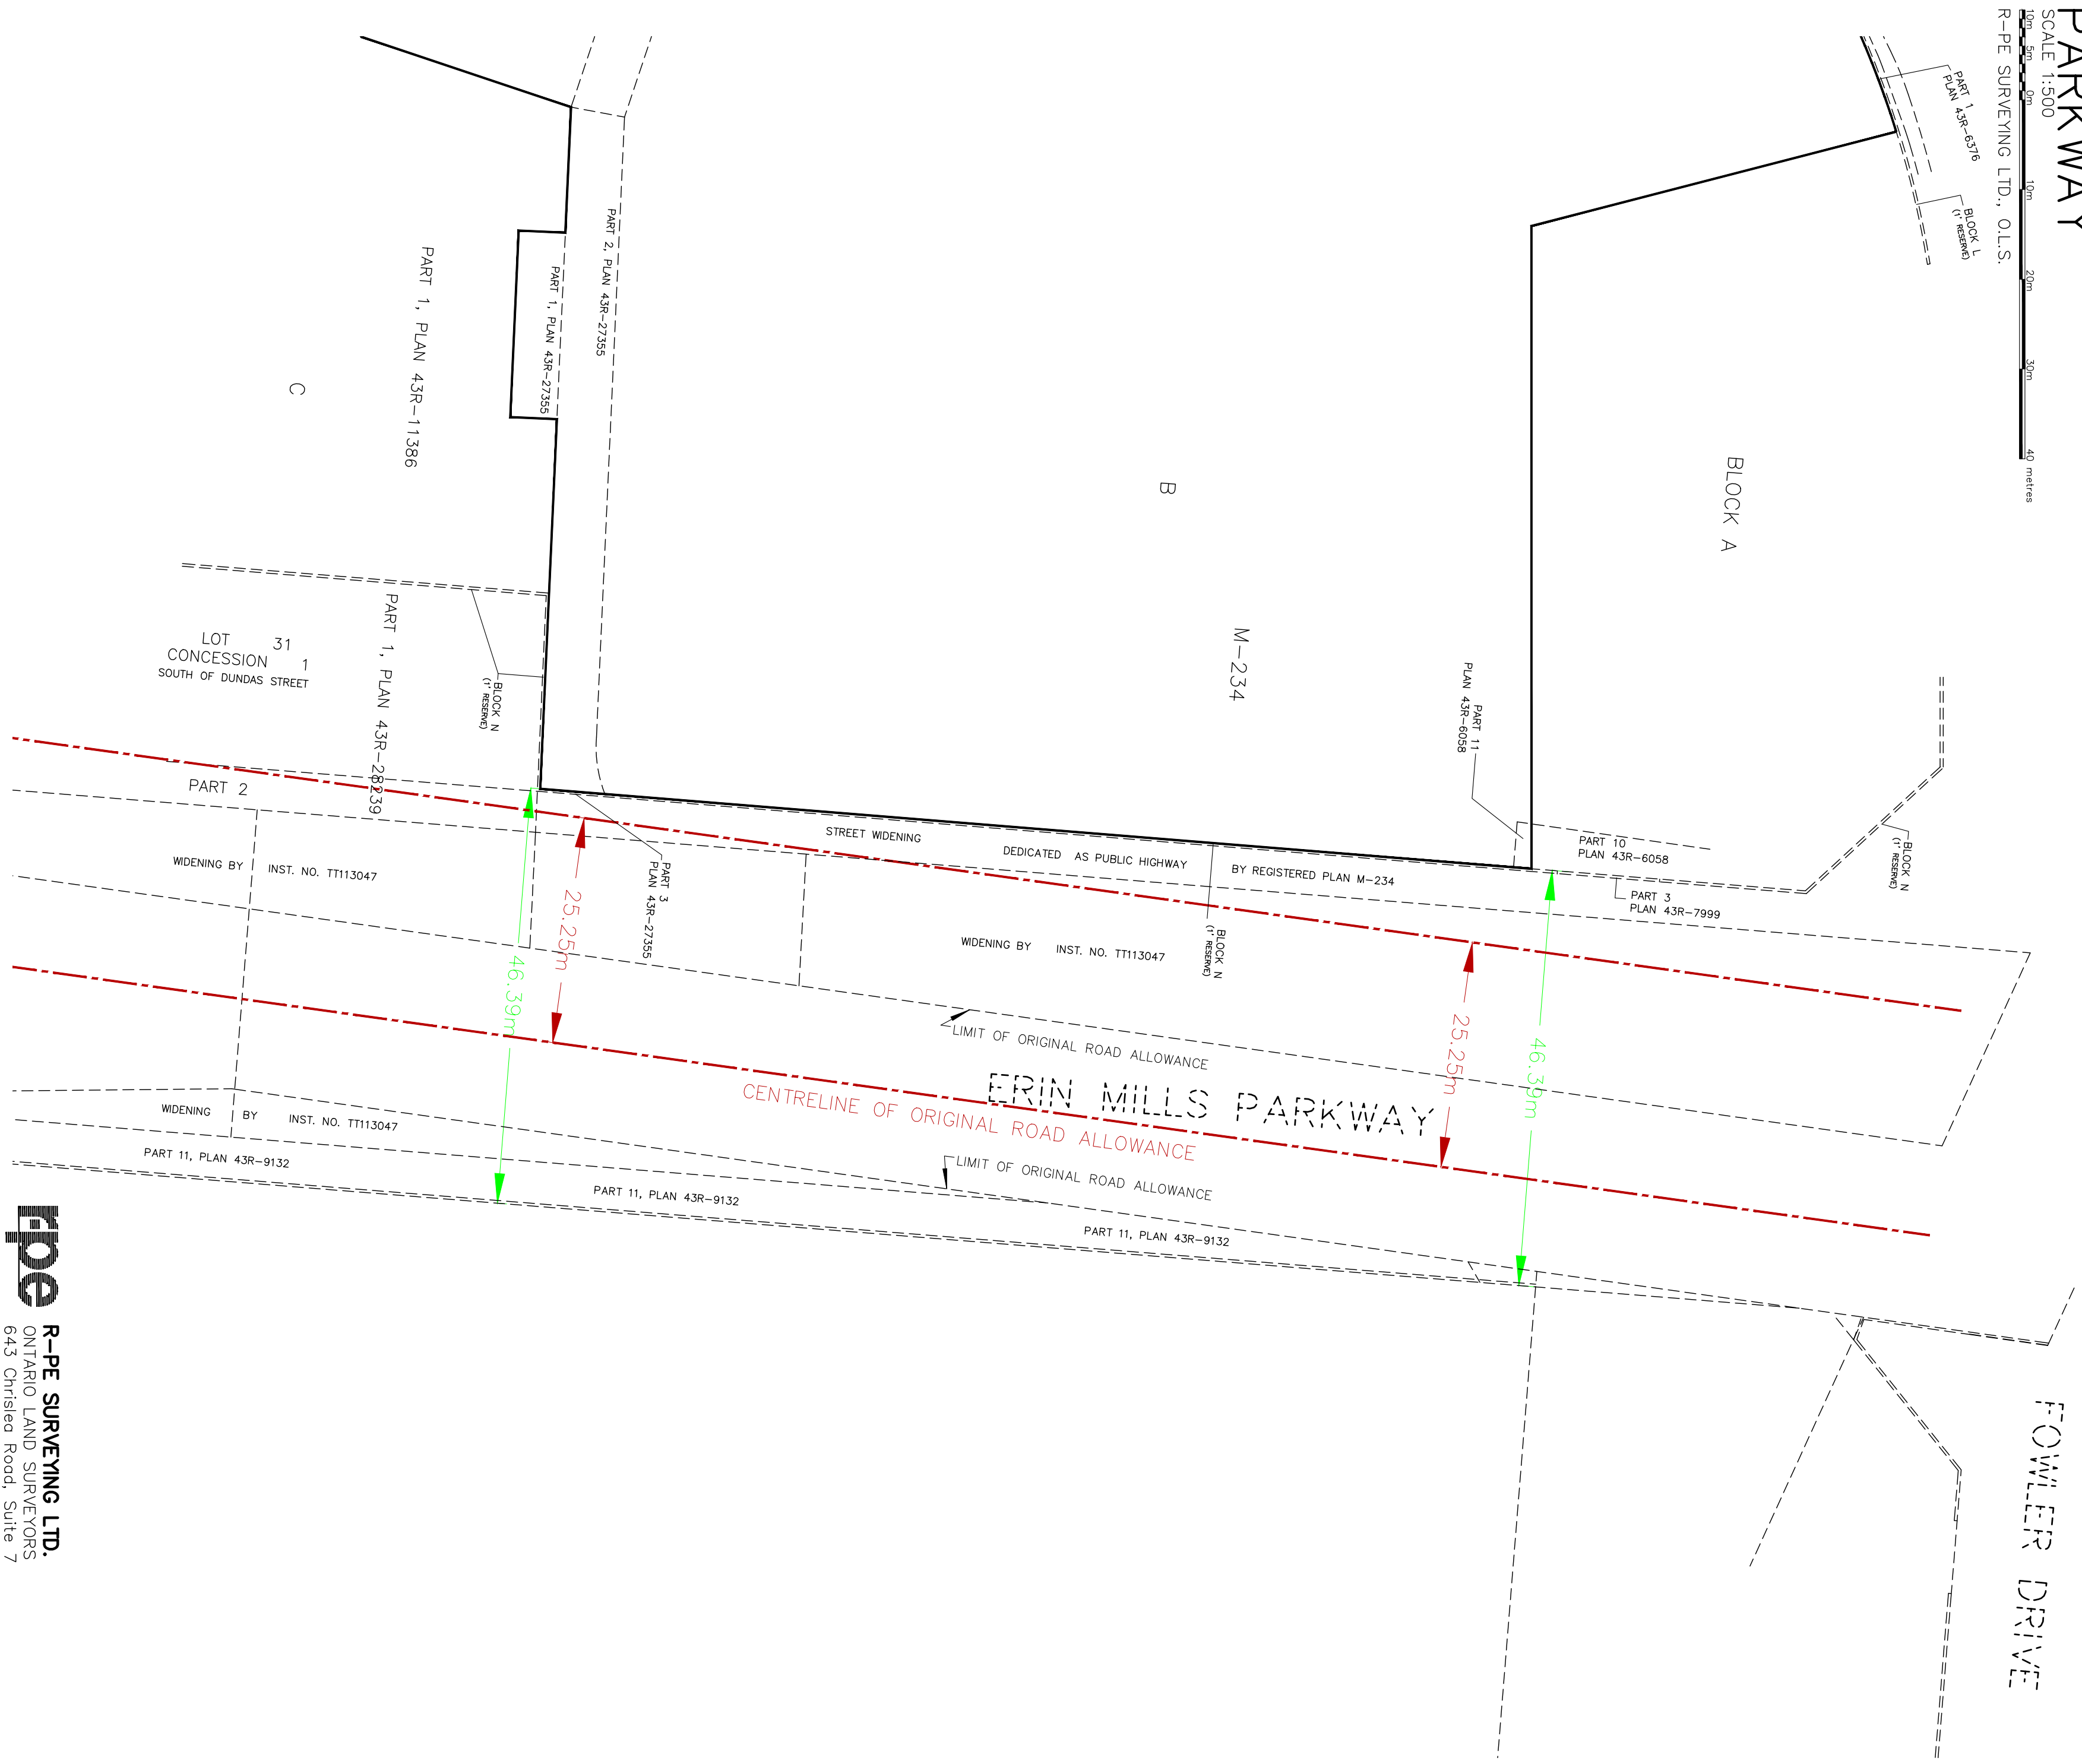 PARKWAY
SCALE 1:500
10m 5m 0m 10m 20m 30m 40 metres
R-PE SURVEYING LTD., O.L.S.
PART 1
PLAN 43R-6376
BLOCK L
(1' RESERVE)
BLOCK A
PART 2, PLAN 43R-27355
PART 1, PLAN 43R-27355
PART 1, PLAN 43R-11386
C
B
M-234
PART 11
PLAN 43R-6058
BLOCK N
(1' RESERVE)
PART 10
PLAN 43R-6058
PART 3
PLAN 43R-7999
LOT 31
CONCESSION 1
SOUTH OF DUNDAS STREET
PART 1, PLAN 43R-28239
BLOCK N
(1' RESERVE)
PART 2
STREET WIDENING DEDICATED AS PUBLIC HIGHWAY BY REGISTERED PLAN M-234
WIDENING BY INST. NO. TT113047
PART 3
PLAN 43R-27355
25.25m
46.39m
WIDENING BY INST. NO. TT113047
BLOCK N
(1' RESERVE)
25.25m
46.39m
LIMIT OF ORIGINAL ROAD ALLOWANCE
ERIN MILLS PARKWAY
CENTRELINE OF ORIGINAL ROAD ALLOWANCE
LIMIT OF ORIGINAL ROAD ALLOWANCE
WIDENING BY INST. NO. TT113047
PART 11, PLAN 43R-9132
PART 11, PLAN 43R-9132
PART 11, PLAN 43R-9132
FOWLER DRIVE
rpe
R-PE SURVEYING LTD.
ONTARIO LAND SURVEYORS
643 Chrislea Road, Suite 7